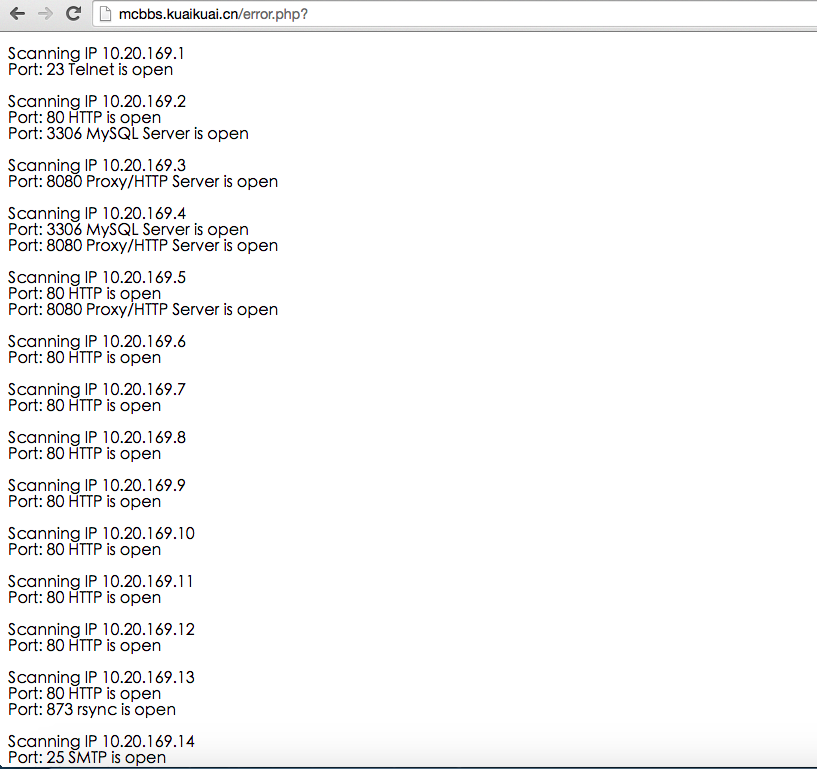 mcbbs.kuaikuai.cn/error.php?
Scanning IP 10.20.169.1
Port: 23 Telnet is open
Scanning IP 10.20.169.2
Port: 80 HTTP is open
Port: 3306 MySQL Server is open
Scanning IP 10.20.169.3
Port: 8080 Proxy/HTTP Server is open
Scanning IP 10.20.169.4
Port: 3306 MySQL Server is open
Port: 8080 Proxy/HTTP Server is open
Scanning IP 10.20.169.5
Port: 80 HTTP is open
Port: 8080 Proxy/HTTP Server is open
Scanning IP 10.20.169.6
Port: 80 HTTP is open
Scanning IP 10.20.169.7
Port: 80 HTTP is open
Scanning IP 10.20.169.8
Port: 80 HTTP is open
Scanning IP 10.20.169.9
Port: 80 HTTP is open
Scanning IP 10.20.169.10
Port: 80 HTTP is open
Scanning IP 10.20.169.11
Port: 80 HTTP is open
Scanning IP 10.20.169.12
Port: 80 HTTP is open
Scanning IP 10.20.169.13
Port: 80 HTTP is open
Port: 873 rsync is open
Scanning IP 10.20.169.14
Port: 25 SMTP is open